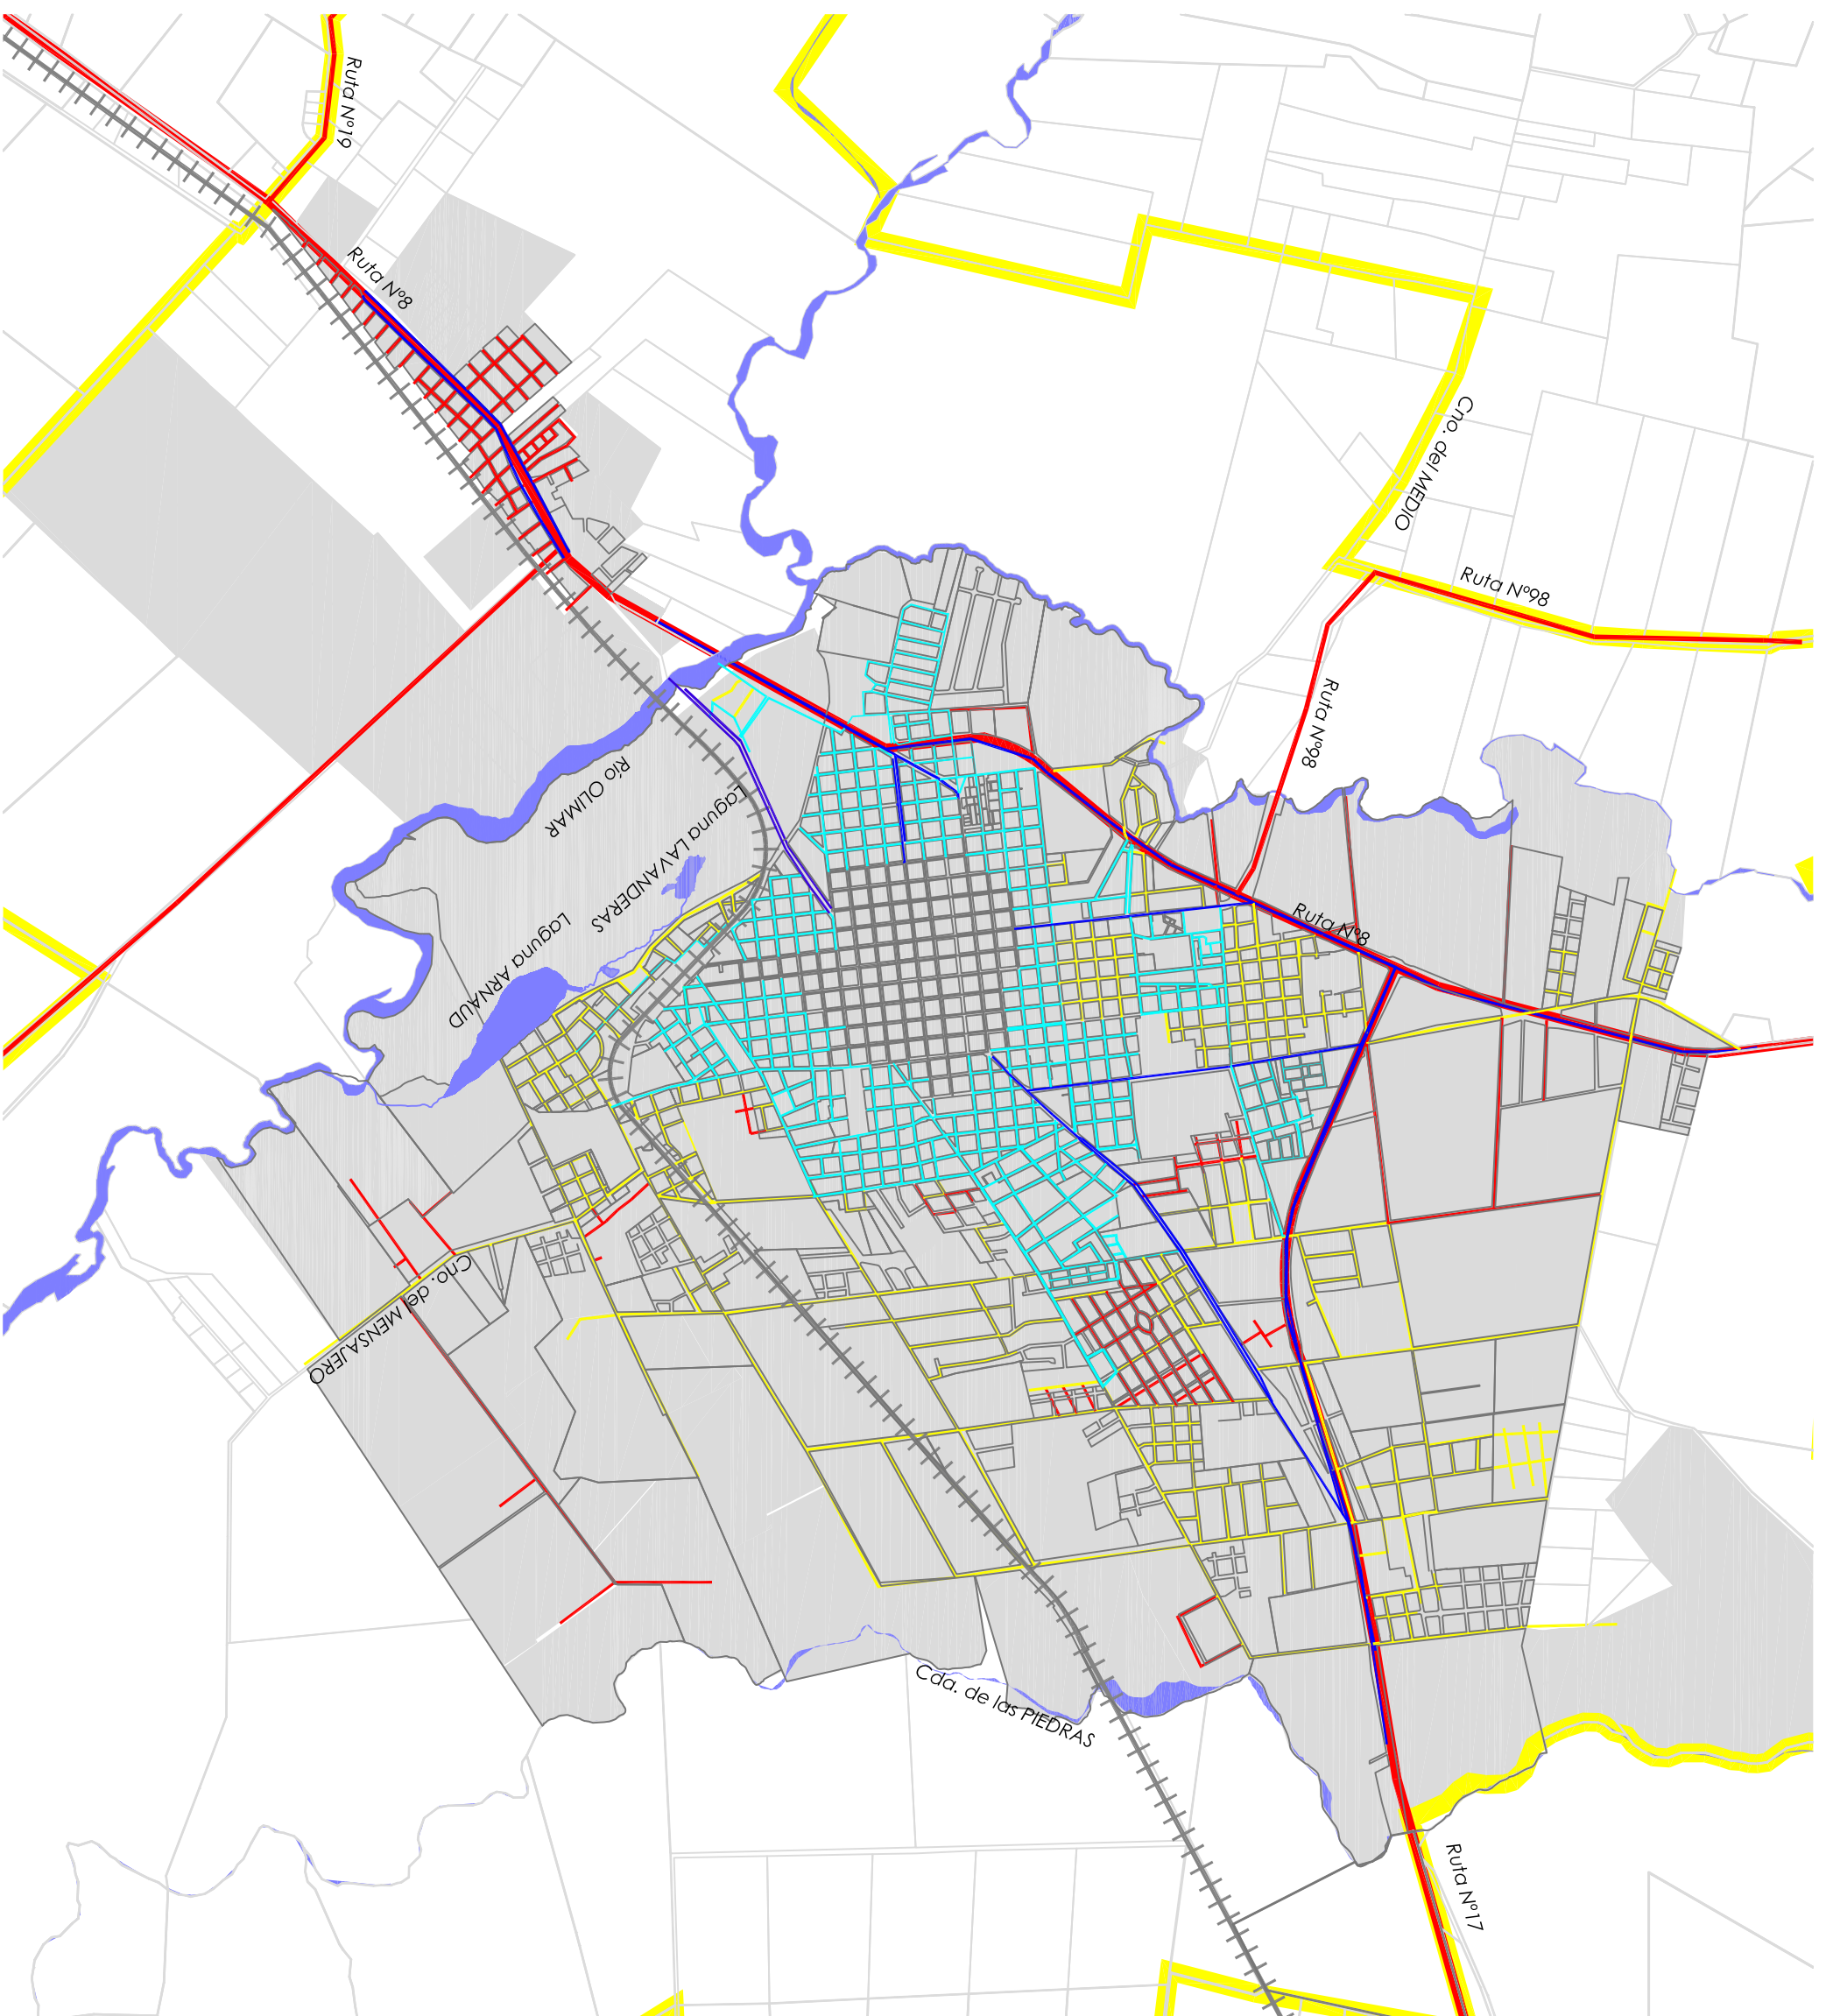 Ruta Nº19
Ruta Nº8
Cno. del MEDIO
Ruta Nº98
Ruta Nº98
Río OLIMAR
Laguna LAVANDERAS
Laguna ARNAUD
Ruta Nº8
Cno. del MENSAJERO
Cda. de las PIEDRAS
Ruta Nº17